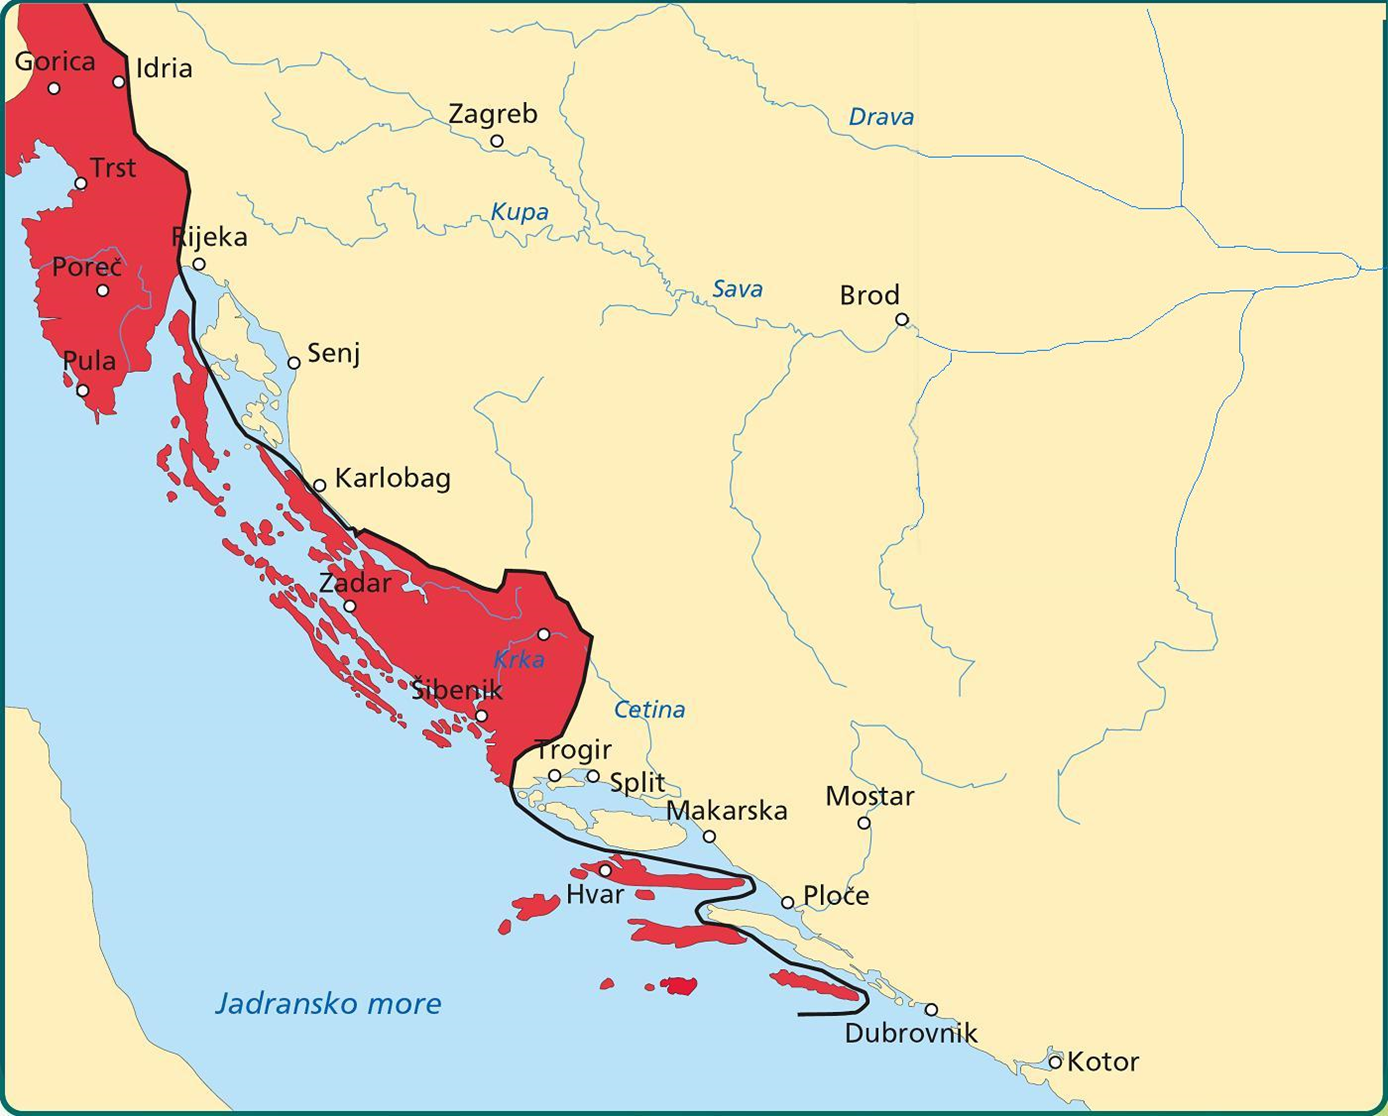 Gorica
Idria
Zagreb
Drava
Trst
Kupa
Rijeka
Poreč
Sava
Brod
Pula
Senj
Karlobag
Zadar
Krka
Šibenik
Cetina
Trogir
Split
Makarska
Mostar
Hvar
Ploče
Jadransko more
Dubrovnik
Kotor